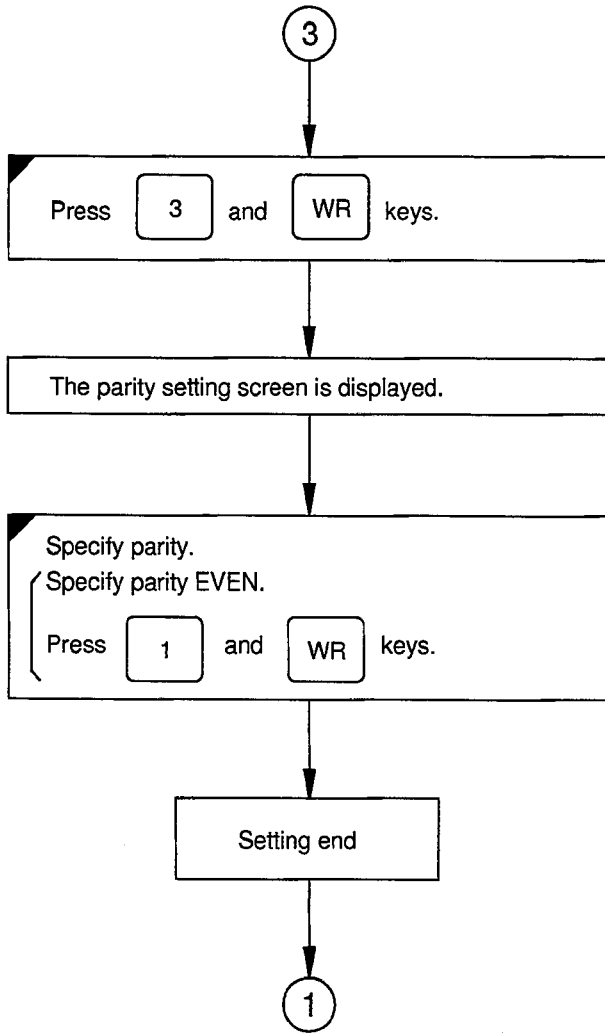 3
Press 3 and WR keys.
The parity setting screen is displayed.
Specify parity.
Specify parity EVEN.
Press 1 and WR keys.
Setting end
1